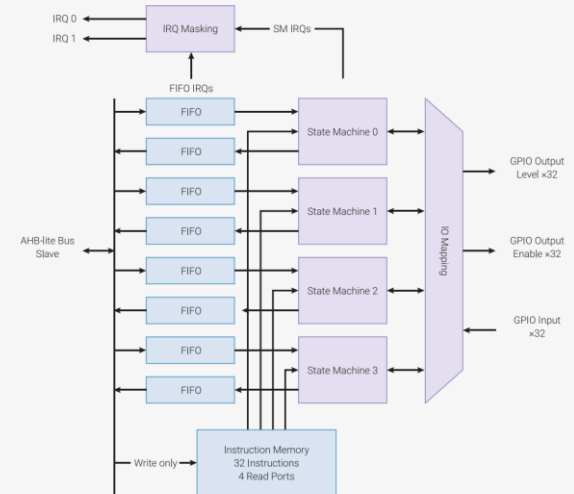 IRQ 0
IRQ 1
IRQ Masking
SM IRQs
FIFO IRQs
FIFO
State Machine 0
FIFO
FIFO
State Machine 1
FIFO
AHB-lite Bus
Slave
FIFO
State Machine 2
FIFO
FIFO
State Machine 3
FIFO
IO Mapping
GPIO Output
Level ×32
GPIO Output
Enable ×32
GPIO Input
×32
Write only
Instruction Memory
32 Instructions
4 Read Ports